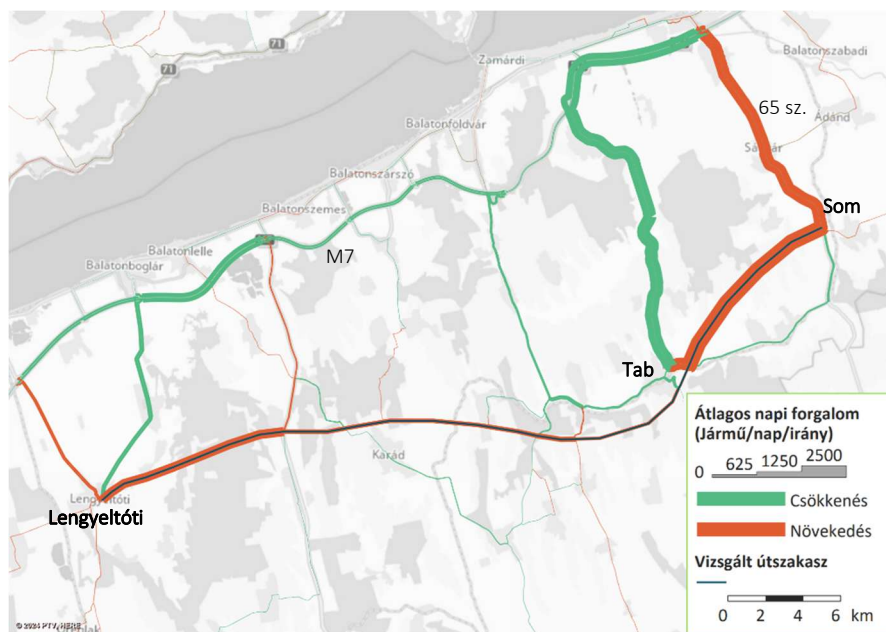 71
71
Zamárdi
Balatonszabadi
65 sz.
Ádánd
Balatonföldvár
Balatonszárszó
Som
Balatonszemes
Balatonlelle
M7
Balatonboglár
Tab
Karád
Lengyeltóti
Lengyeltóti
Átlagos napi forgalom
(Jármű/nap/irány)
0 625 1250 2500
Csökkenés
Növekedés
Vizsgált útszakasz
0 2 4 6 km
© 2024 PTV, HERE